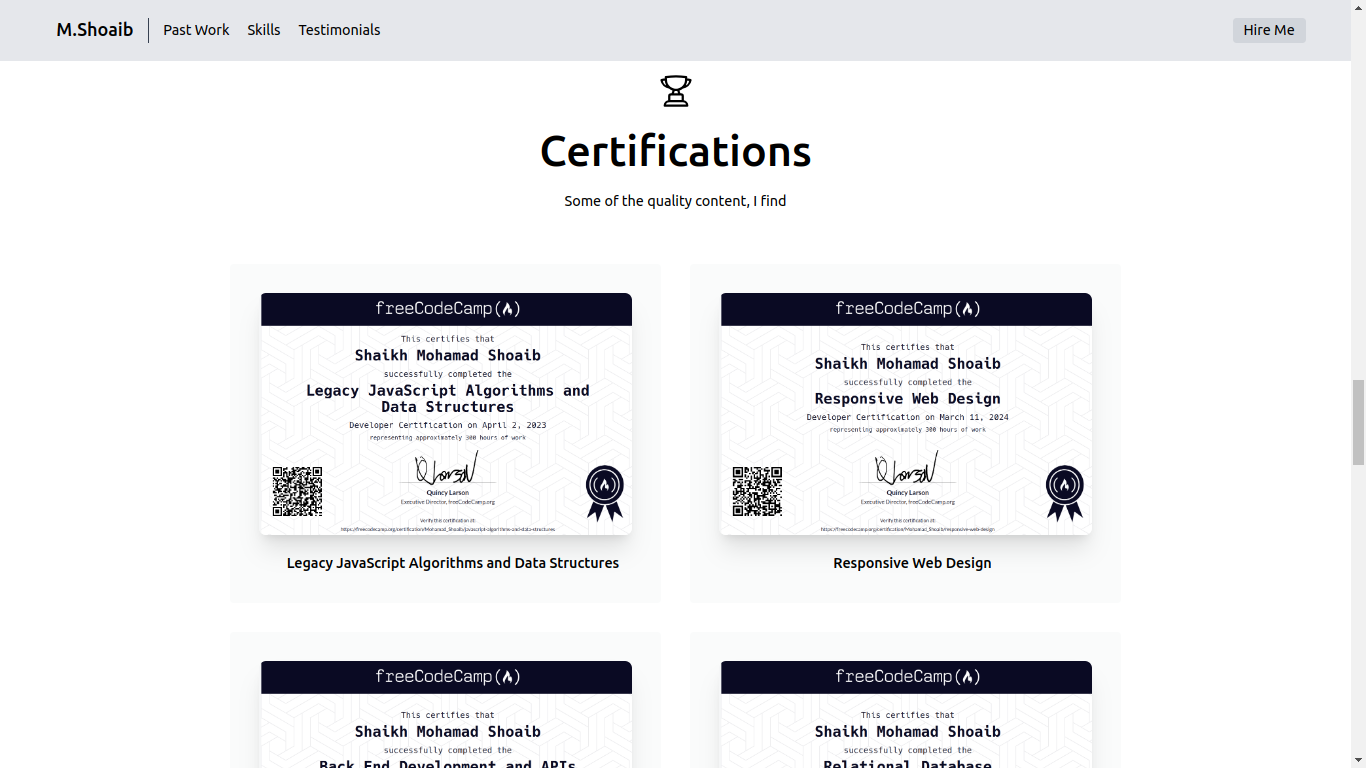 M.Shoaib
Past Work
Skills
Testimonials
Hire Me
Certifications
Some of the quality content, I find
freeCodeCamp(🔥)
This certifies that
Shaikh Mohamad Shoaib
successfully completed the
Legacy JavaScript Algorithms and
Data Structures
Developer Certification on April 2, 2023
representing approximately 300 hours of work
Quincy Larson
Executive Director, freeCodeCamp.org
Verify this certification at:
https://freecodecamp.org/certification/Mohamad_Shoaib/javascript-algorithms-and-data-structures
Legacy JavaScript Algorithms and Data Structures
freeCodeCamp(🔥)
This certifies that
Shaikh Mohamad Shoaib
successfully completed the
Responsive Web Design
Developer Certification on March 11, 2024
representing approximately 300 hours of work
Quincy Larson
Executive Director, freeCodeCamp.org
Verify this certification at:
https://freecodecamp.org/certification/Mohamad_Shoaib/responsive-web-design
Responsive Web Design
freeCodeCamp(🔥)
This certifies that
Shaikh Mohamad Shoaib
successfully completed the
Back End Development and APIs
freeCodeCamp(🔥)
This certifies that
Shaikh Mohamad Shoaib
successfully completed the
Relational Database